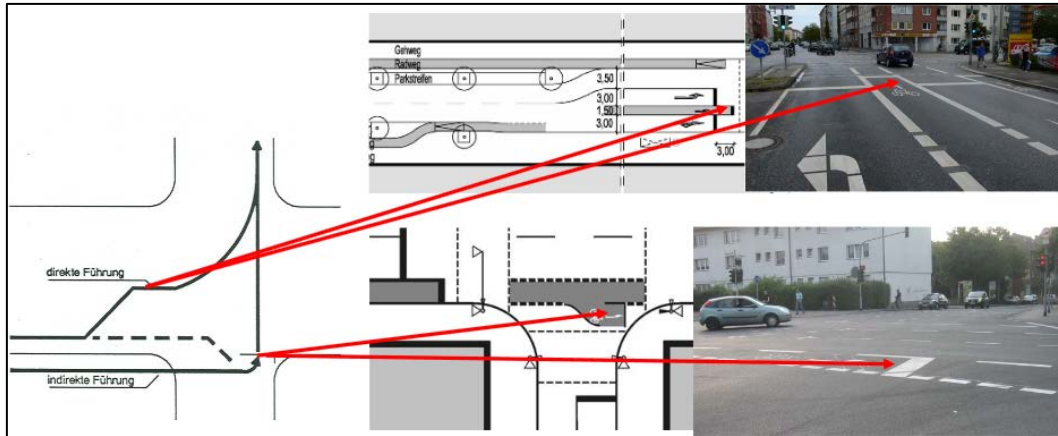 direkte Führung
indirekte Führung
Gehweg
Radweg
Parkstreifen
3,50
3,00
1,50
3,00
3,00